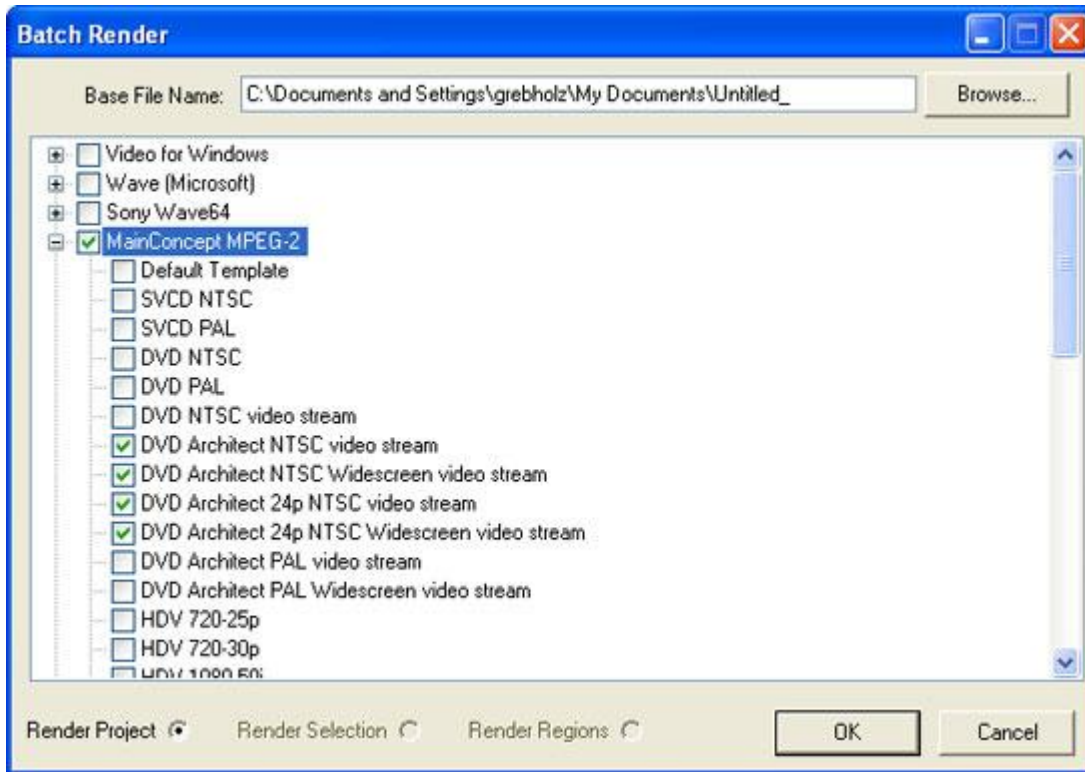 Batch Render
Base File Name: C:\Documents and Settings\grebholz\My Documents\Untitled_ Browse...
Video for Windows
Wave (Microsoft)
Sony Wave64
MainConcept MPEG-2
Default Template
SVCD NTSC
SVCD PAL
DVD NTSC
DVD PAL
DVD NTSC video stream
DVD Architect NTSC video stream
DVD Architect NTSC Widescreen video stream
DVD Architect 24p NTSC video stream
DVD Architect 24p NTSC Widescreen video stream
DVD Architect PAL video stream
DVD Architect PAL Widescreen video stream
HDV 720-25p
HDV 720-30p
HDV 1080 50i
Render Project Render Selection Render Regions OK Cancel